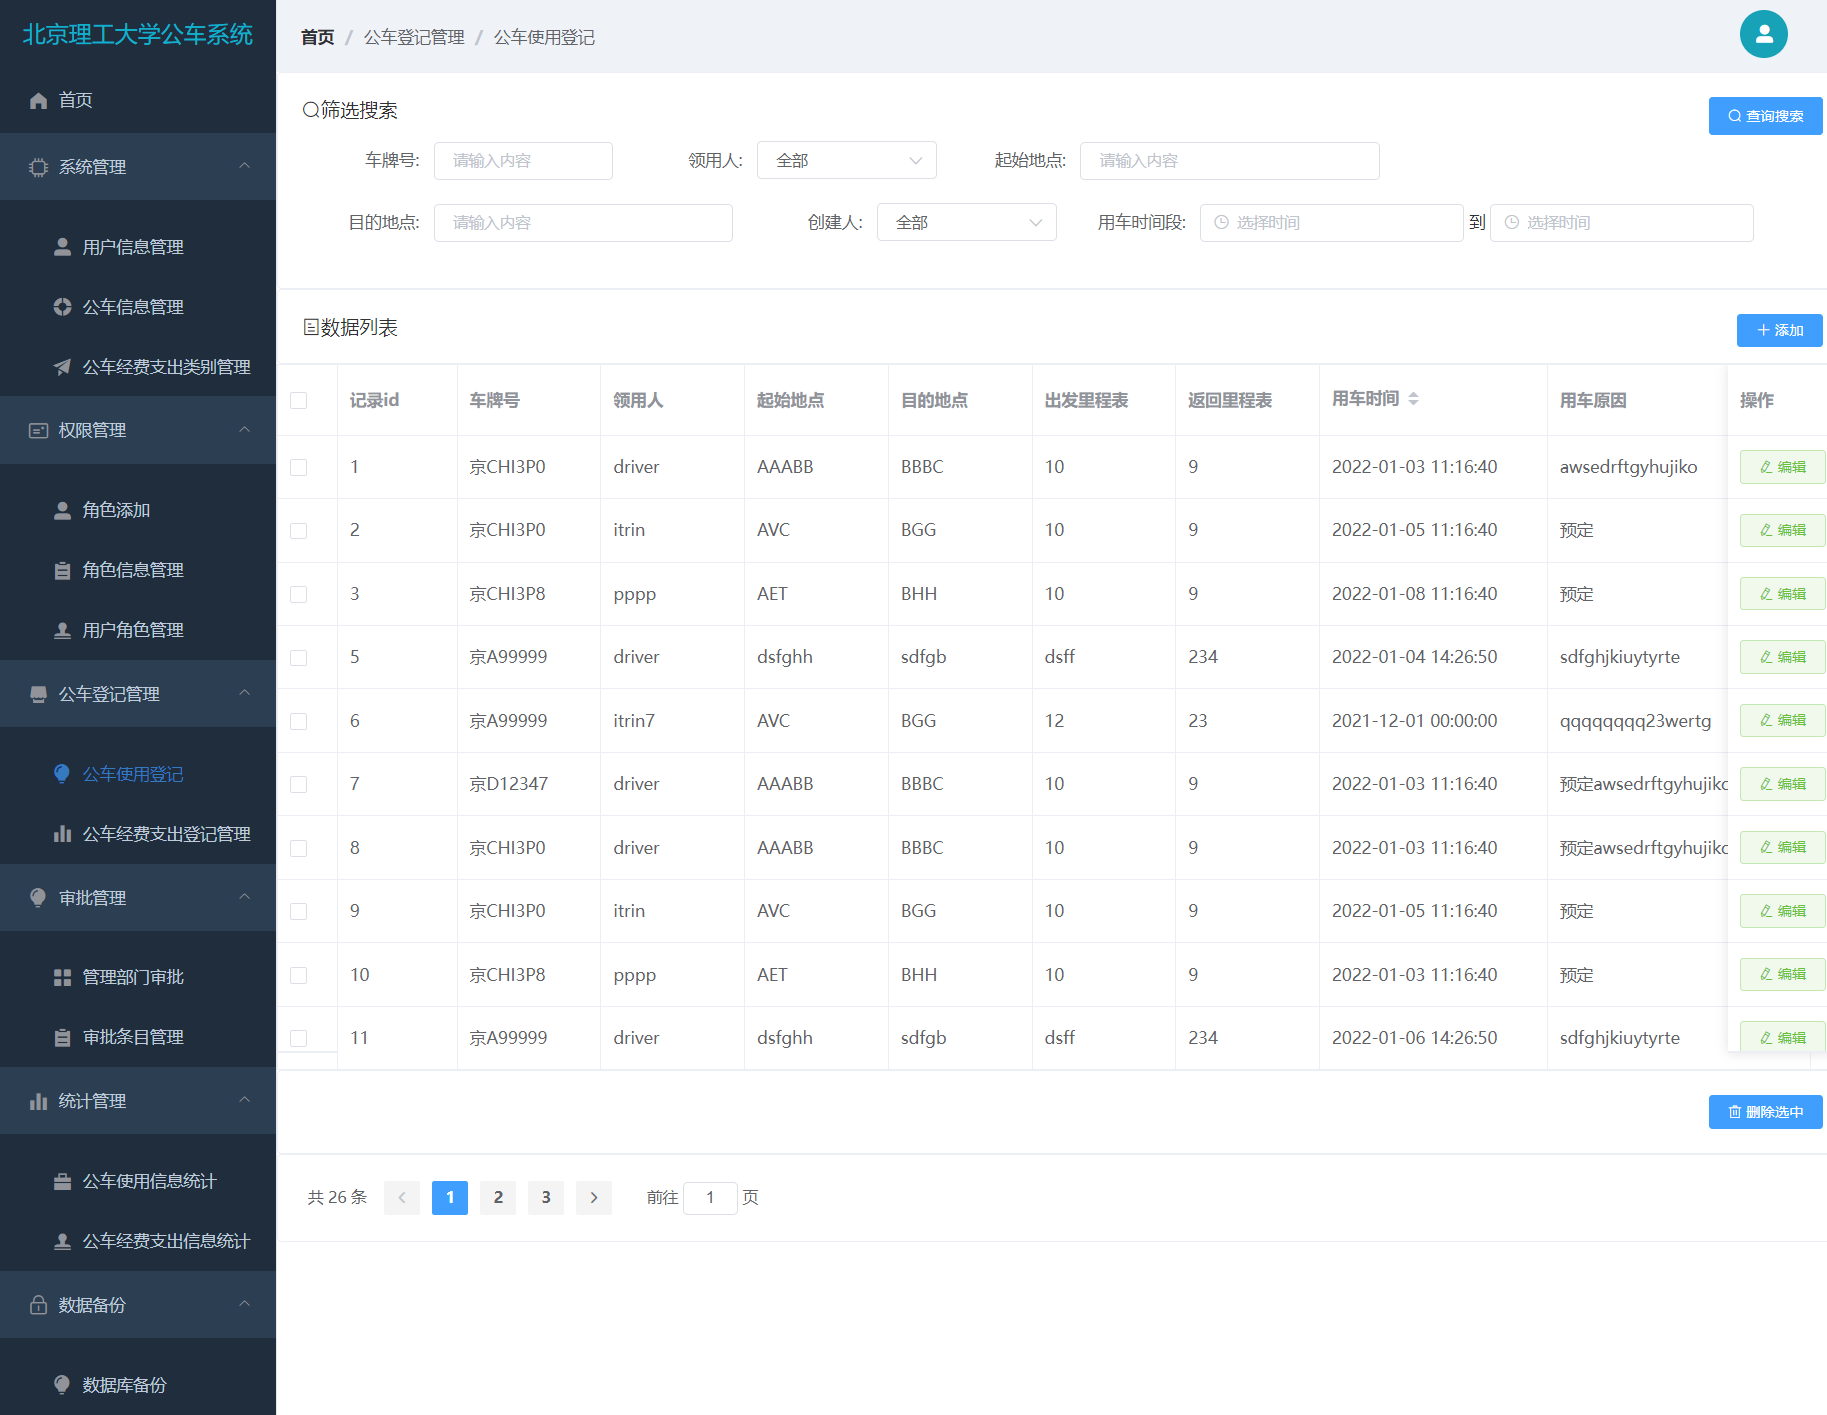 北京理工大学公车系统
首页
系统管理
用户信息管理
公车信息管理
公车经费支出类别管理
权限管理
角色添加
角色信息管理
用户角色管理
公车登记管理
公车使用登记
公车经费支出登记管理
审批管理
管理部门审批
审批条目管理
统计管理
公车使用信息统计
公车经费支出信息统计
数据备份
数据库备份
首页 / 公车登记管理 / 公车使用登记
筛选搜索
查询搜索
车牌号: 请输入内容 领用人: 全部 起始地点: 请输入内容
目的地点: 请输入内容 创建人: 全部 用车时间段: 选择时间 到 选择时间
数据列表
添加
记录id 车牌号 领用人 起始地点 目的地点 出发里程表 返回里程表 用车时间 用车原因 操作
1 京CHI3P0 driver AAABB BBBC 10 9 2022-01-03 11:16:40 awsedrftgyhujiko 编辑
2 京CHI3P0 itrin AVC BGG 10 9 2022-01-05 11:16:40 预定 编辑
3 京CHI3P8 pppp AET BHH 10 9 2022-01-08 11:16:40 预定 编辑
5 京A99999 driver dsfghh sdfgb dsff 234 2022-01-04 14:26:50 sdfghjkiuytyrte 编辑
6 京A99999 itrin7 AVC BGG 12 23 2021-12-01 00:00:00 qqqqqqqq23wertg 编辑
7 京D12347 driver AAABB BBBC 10 9 2022-01-03 11:16:40 预定awsedrftgyhujiko 编辑
8 京CHI3P0 driver AAABB BBBC 10 9 2022-01-03 11:16:40 预定awsedrftgyhujiko 编辑
9 京CHI3P0 itrin AVC BGG 10 9 2022-01-05 11:16:40 预定 编辑
10 京CHI3P8 pppp AET BHH 10 9 2022-01-03 11:16:40 预定 编辑
11 京A99999 driver dsfghh sdfgb dsff 234 2022-01-06 14:26:50 sdfghjkiuytyrte 编辑
删除选中
共 26 条 1 2 3 前往 1 页